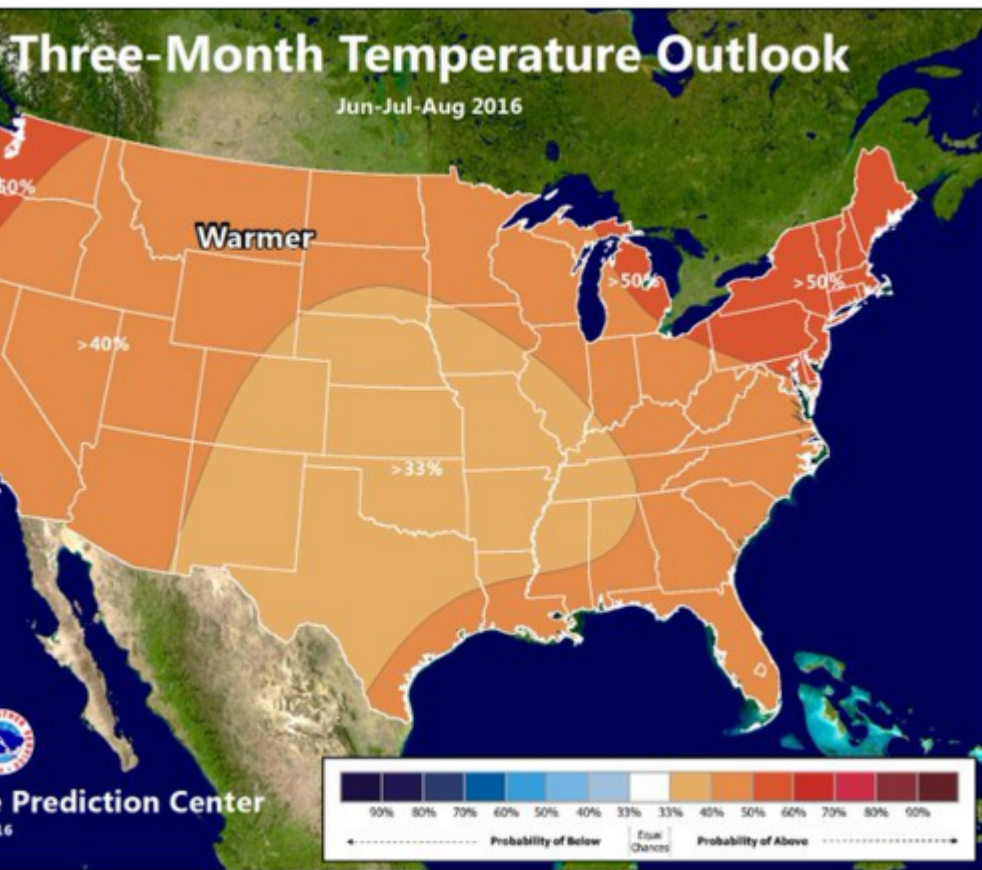 Three-Month Temperature Outlook
Jun-Jul-Aug 2016
50%
Warmer
>50%
>50%
>40%
>33%
Prediction Center
16
90% 80% 70% 60% 50% 40% 33% 33% 40% 50% 60% 70% 80% 90%
Probability of Below Equal Chances Probability of Above